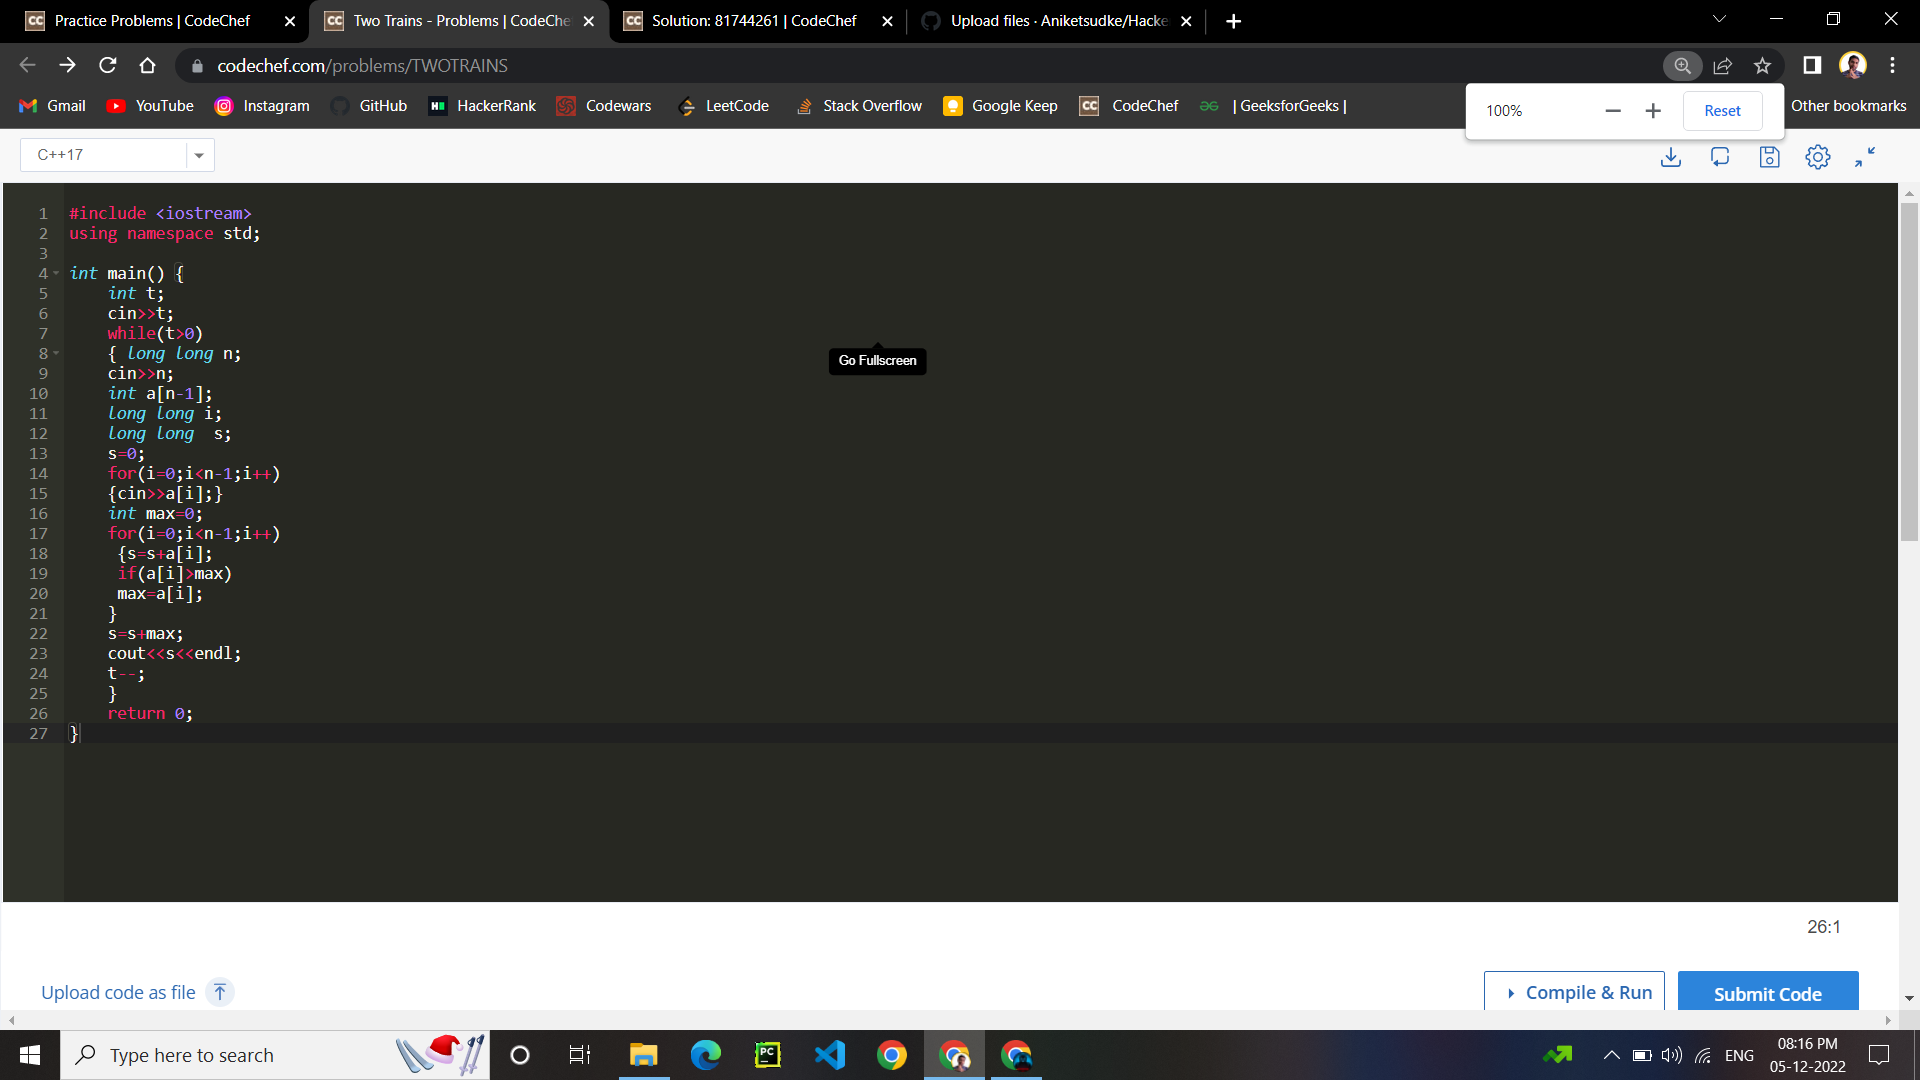 Practice Problems | CodeChef
Two Trains - Problems | CodeChe
Solution: 81744261 | CodeChef
Upload files · Aniketsudke/Hacke
codechef.com/problems/TWOTRAINS
Gmail YouTube Instagram GitHub HackerRank Codewars LeetCode Stack Overflow Google Keep CC CodeChef | GeeksforGeeks | Other bookmarks
100% Reset
C++17
1 #include <iostream>
2 using namespace std;
3
4 int main() {
5     int t;
6     cin>>t;
7     while(t>0)
8     { long long n;
9     cin>>n;
10     int a[n-1];
11     long long i;
12     long long  s;
13     s=0;
14     for(i=0;i<n-1;i++)
15     {cin>>a[i];}
16     int max=0;
17     for(i=0;i<n-1;i++)
18      {s=s+a[i];
19      if(a[i]>max)
20      max=a[i];
21     }
22     s=s+max;
23     cout<<s<<endl;
24     t--;
25     }
26     return 0;
27 }
Go Fullscreen
26:1
Upload code as file
Compile & Run
Submit Code
Type here to search
PC
ENG
08:16 PM
05-12-2022